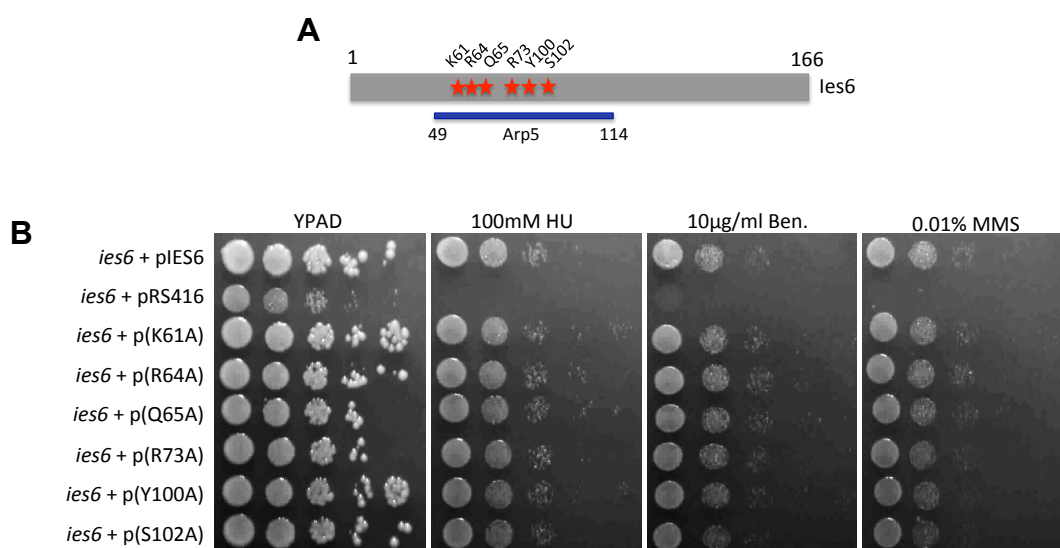 A
1 K61 R64 Q65 R73 Y100 S102 166
Ies6
49 Arp5 114
B
YPAD 100mM HU 10μg/ml Ben. 0.01% MMS
ies6 + pIES6
ies6 + pRS416
ies6 + p(K61A)
ies6 + p(R64A)
ies6 + p(Q65A)
ies6 + p(R73A)
ies6 + p(Y100A)
ies6 + p(S102A)